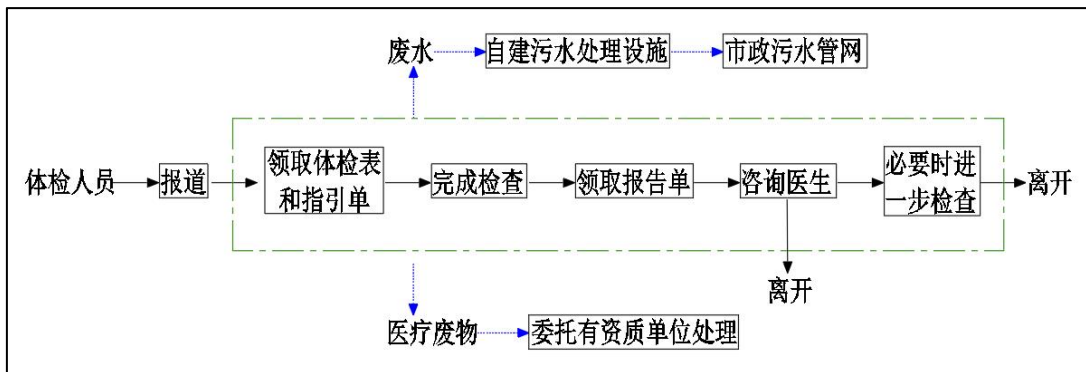 废水
自建污水处理设施
市政污水管网
体检人员
报道
领取体检表
和指引单
完成检查
领取报告单
咨询医生
必要时进
一步检查
离开
离开
医疗废物
委托有资质单位处理